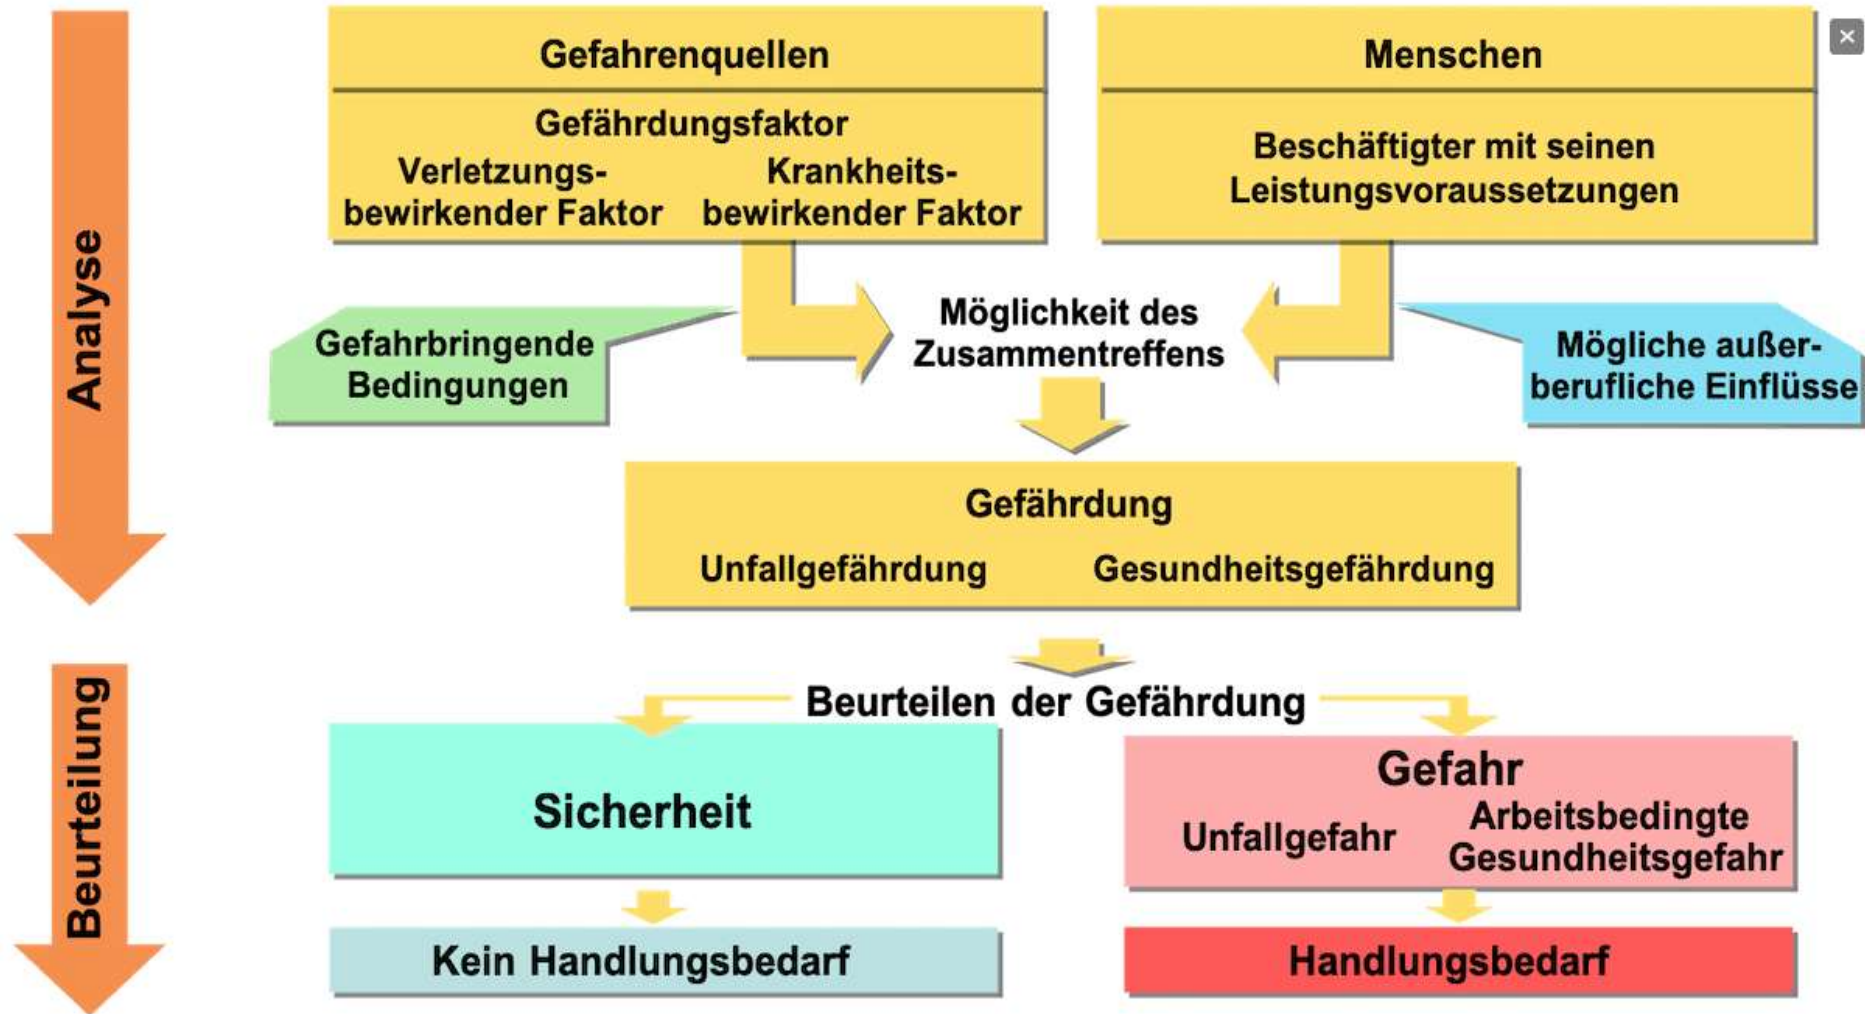 Analyse
Gefahrenquellen
Gefährdungsfaktor
Verletzungs-
bewirkender Faktor
Krankheits-
bewirkender Faktor
Menschen
Beschäftigter mit seinen
Leistungsvoraussetzungen
Gefahrbringende
Bedingungen
Möglichkeit des
Zusammentreffens
Mögliche außer-
berufliche Einflüsse
Gefährdung
Unfallgefährdung
Gesundheitsgefährdung
Beurteilung
Beurteilen der Gefährdung
Sicherheit
Gefahr
Unfallgefahr
Arbeitsbedingte
Gesundheitsgefahr
Kein Handlungsbedarf
Handlungsbedarf